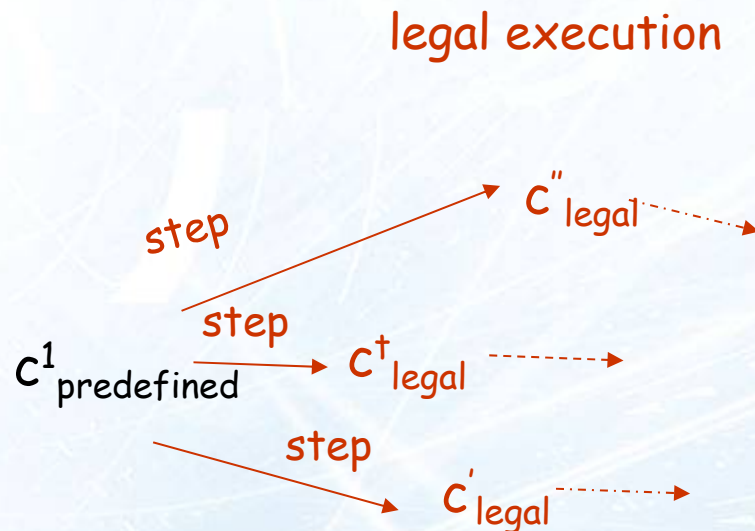 legal execution
c''legal
step
step
c†legal
c1predefined
step
c'legal